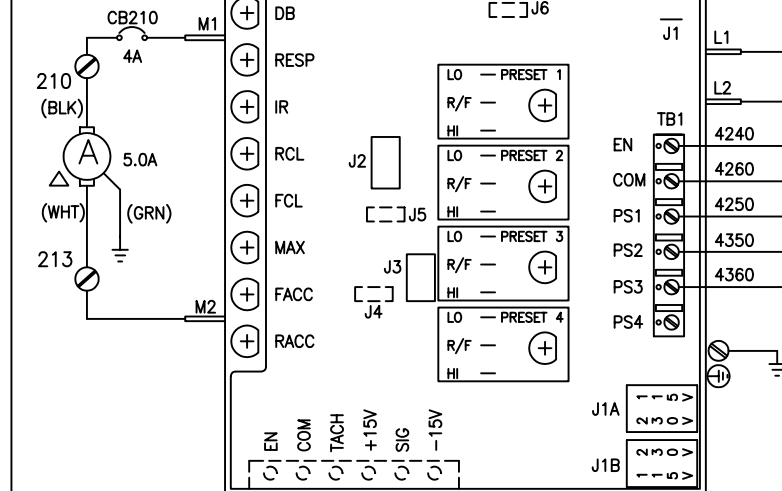 CB210
4A
M1
210
(BLK)
A
5.0A
(WHT)
(GRN)
213
M2
DB
RESP
IR
RCL
FCL
MAX
FACC
RACC
J6
J2
J5
J3
J4
LO — PRESET 1
R/F —
HI —
LO — PRESET 2
R/F —
HI —
LO — PRESET 3
R/F —
HI —
LO — PRESET 4
R/F —
HI —
J1
L1
L2
TB1
EN 4240
COM 4260
PS1 4250
PS2 4350
PS3 4360
PS4
J1A
115V
230V
J1B
230V
115V
EN
COM
TACH
+15V
SIG
-15V